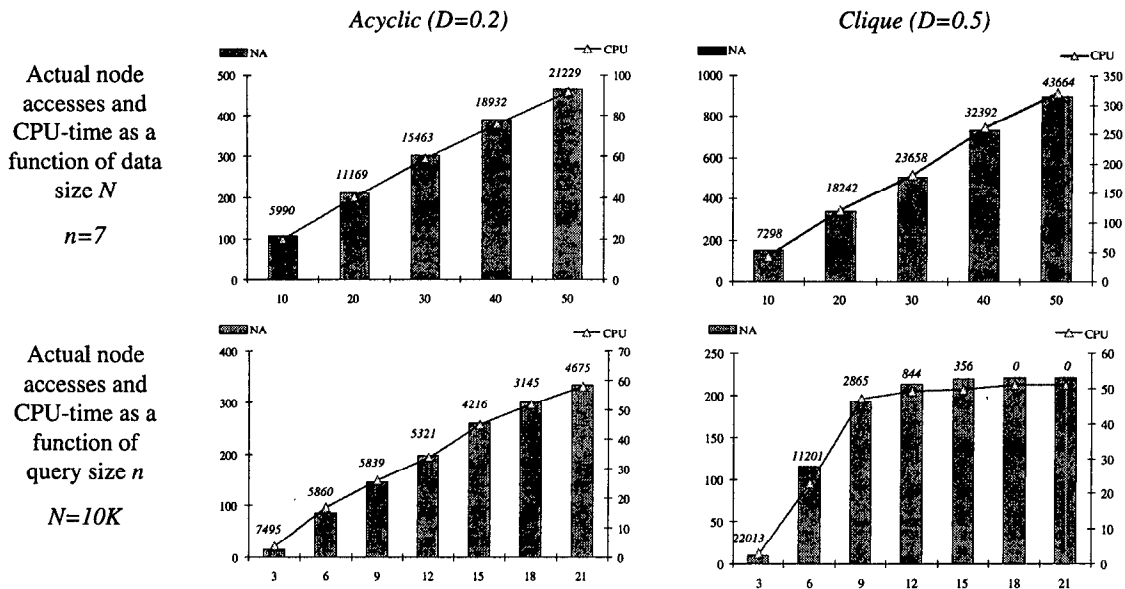 Acyclic (D=0.2)
Clique (D=0.5)
Actual node
accesses and
CPU-time as a
function of data
size N
n=7
NA
CPU
500
400
300
200
100
0
5990
11169
15463
18932
21229
100
80
60
40
20
0
10 20 30 40 50
NA
CPU
1000
800
600
400
200
0
7298
18242
23658
32392
43664
350
300
250
200
150
100
50
0
10 20 30 40 50
Actual node
accesses and
CPU-time as a
function of
query size n
N=10K
NA
CPU
400
300
200
100
0
7495
5860
5839
5321
4216
3145
4675
70
60
50
40
30
20
10
0
3 6 9 12 15 18 21
NA
CPU
250
200
150
100
50
0
22013
11201
2865
844
356
0
0
60
50
40
30
20
10
0
3 6 9 12 15 18 21